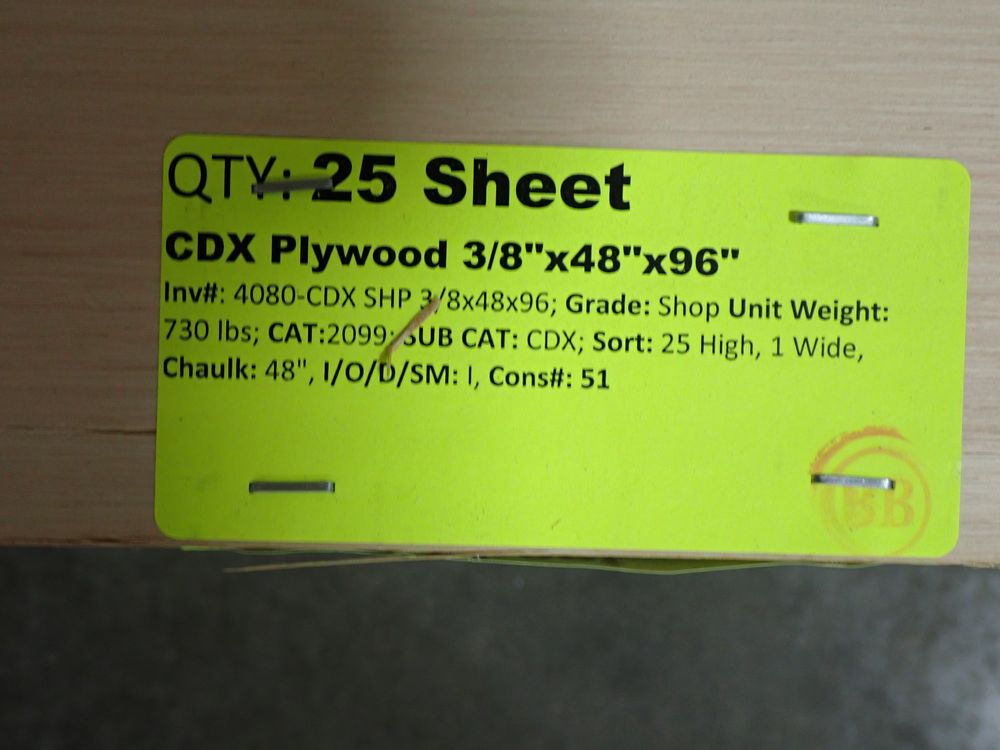 QTY: 25 Sheet
CDX Plywood 3/8"x48"x96"
Inv#: 4080-CDX SHP 3/8x48x96; Grade: Shop Unit Weight:
730 lbs; CAT:2099; SUB CAT: CDX; Sort: 25 High, 1 Wide,
Chaulk: 48", I/O/D/SM: I, Cons#: 51
BB